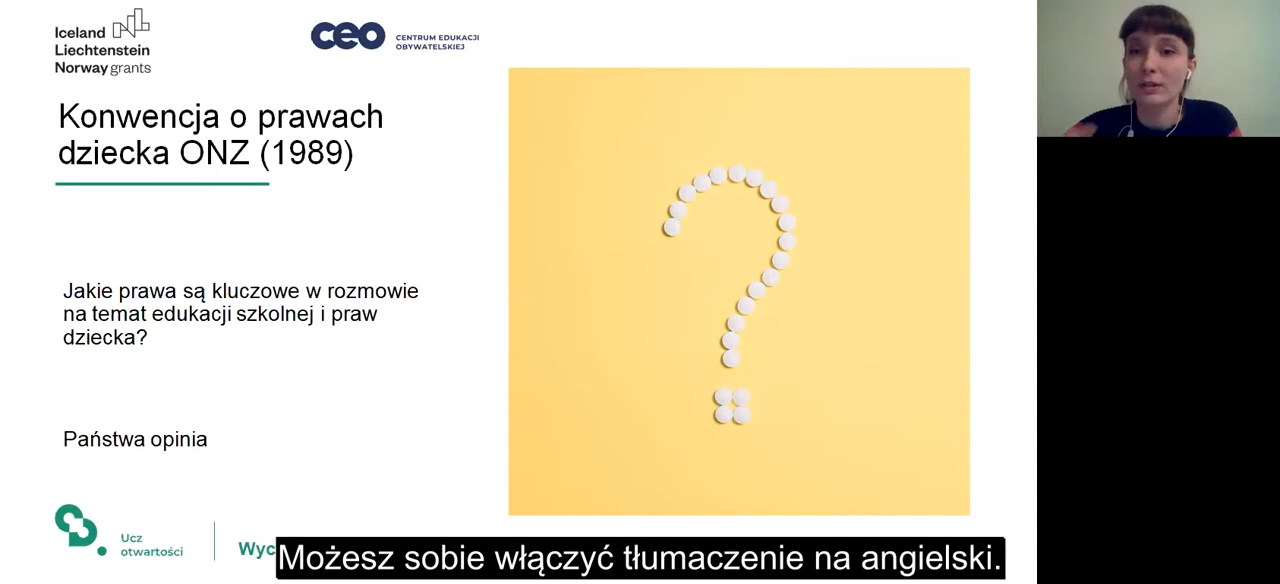 Iceland
Liechtenstein
Norway grants
ceo
CENTRUM EDUKACJI
OBYWATELSKIEJ
Konwencja o prawach
dziecka ONZ (1989)
Jakie prawa są kluczowe w rozmowie
na temat edukacji szkolnej i praw
dziecka?
Państwa opinia
Ucz
otwartości
Możesz sobie włączyć tłumaczenie na angielski.